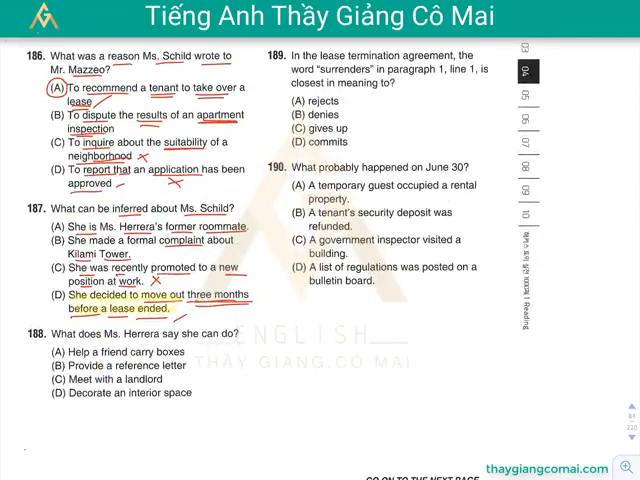 Tiếng Anh Thầy Giảng Cô Mai
AG
186. What was a reason Ms. Schild wrote to
Mr. Mazzeo?
(A) To recommend a tenant to take over a
lease
(B) To dispute the results of an apartment
inspection
(C) To inquire about the suitability of a
neighborhood
(D) To report that an application has been
approved
187. What can be inferred about Ms. Schild?
(A) She is Ms. Herrera's former roommate.
(B) She made a formal complaint about
Kilami Tower.
(C) She was recently promoted to a new
position at work.
(D) She decided to move out three months
before a lease ended.
188. What does Ms. Herrera say she can do?
(A) Help a friend carry boxes
(B) Provide a reference letter
(C) Meet with a landlord
(D) Decorate an interior space
189. In the lease termination agreement, the
word "surrenders" in paragraph 1, line 1, is
closest in meaning to?
(A) rejects
(B) denies
(C) gives up
(D) commits
190. What probably happened on June 30?
(A) A temporary guest occupied a rental
property.
(B) A tenant's security deposit was
refunded.
(C) A government inspector visited a
building.
(D) A list of regulations was posted on a
bulletin board.
ENGLISH
THẦY GIẢNG.CÔ MAI
03
04
05
06
07
08
09
10
84
220
thaygiangcomai.com
GO ON TO THE NEXT PAGE